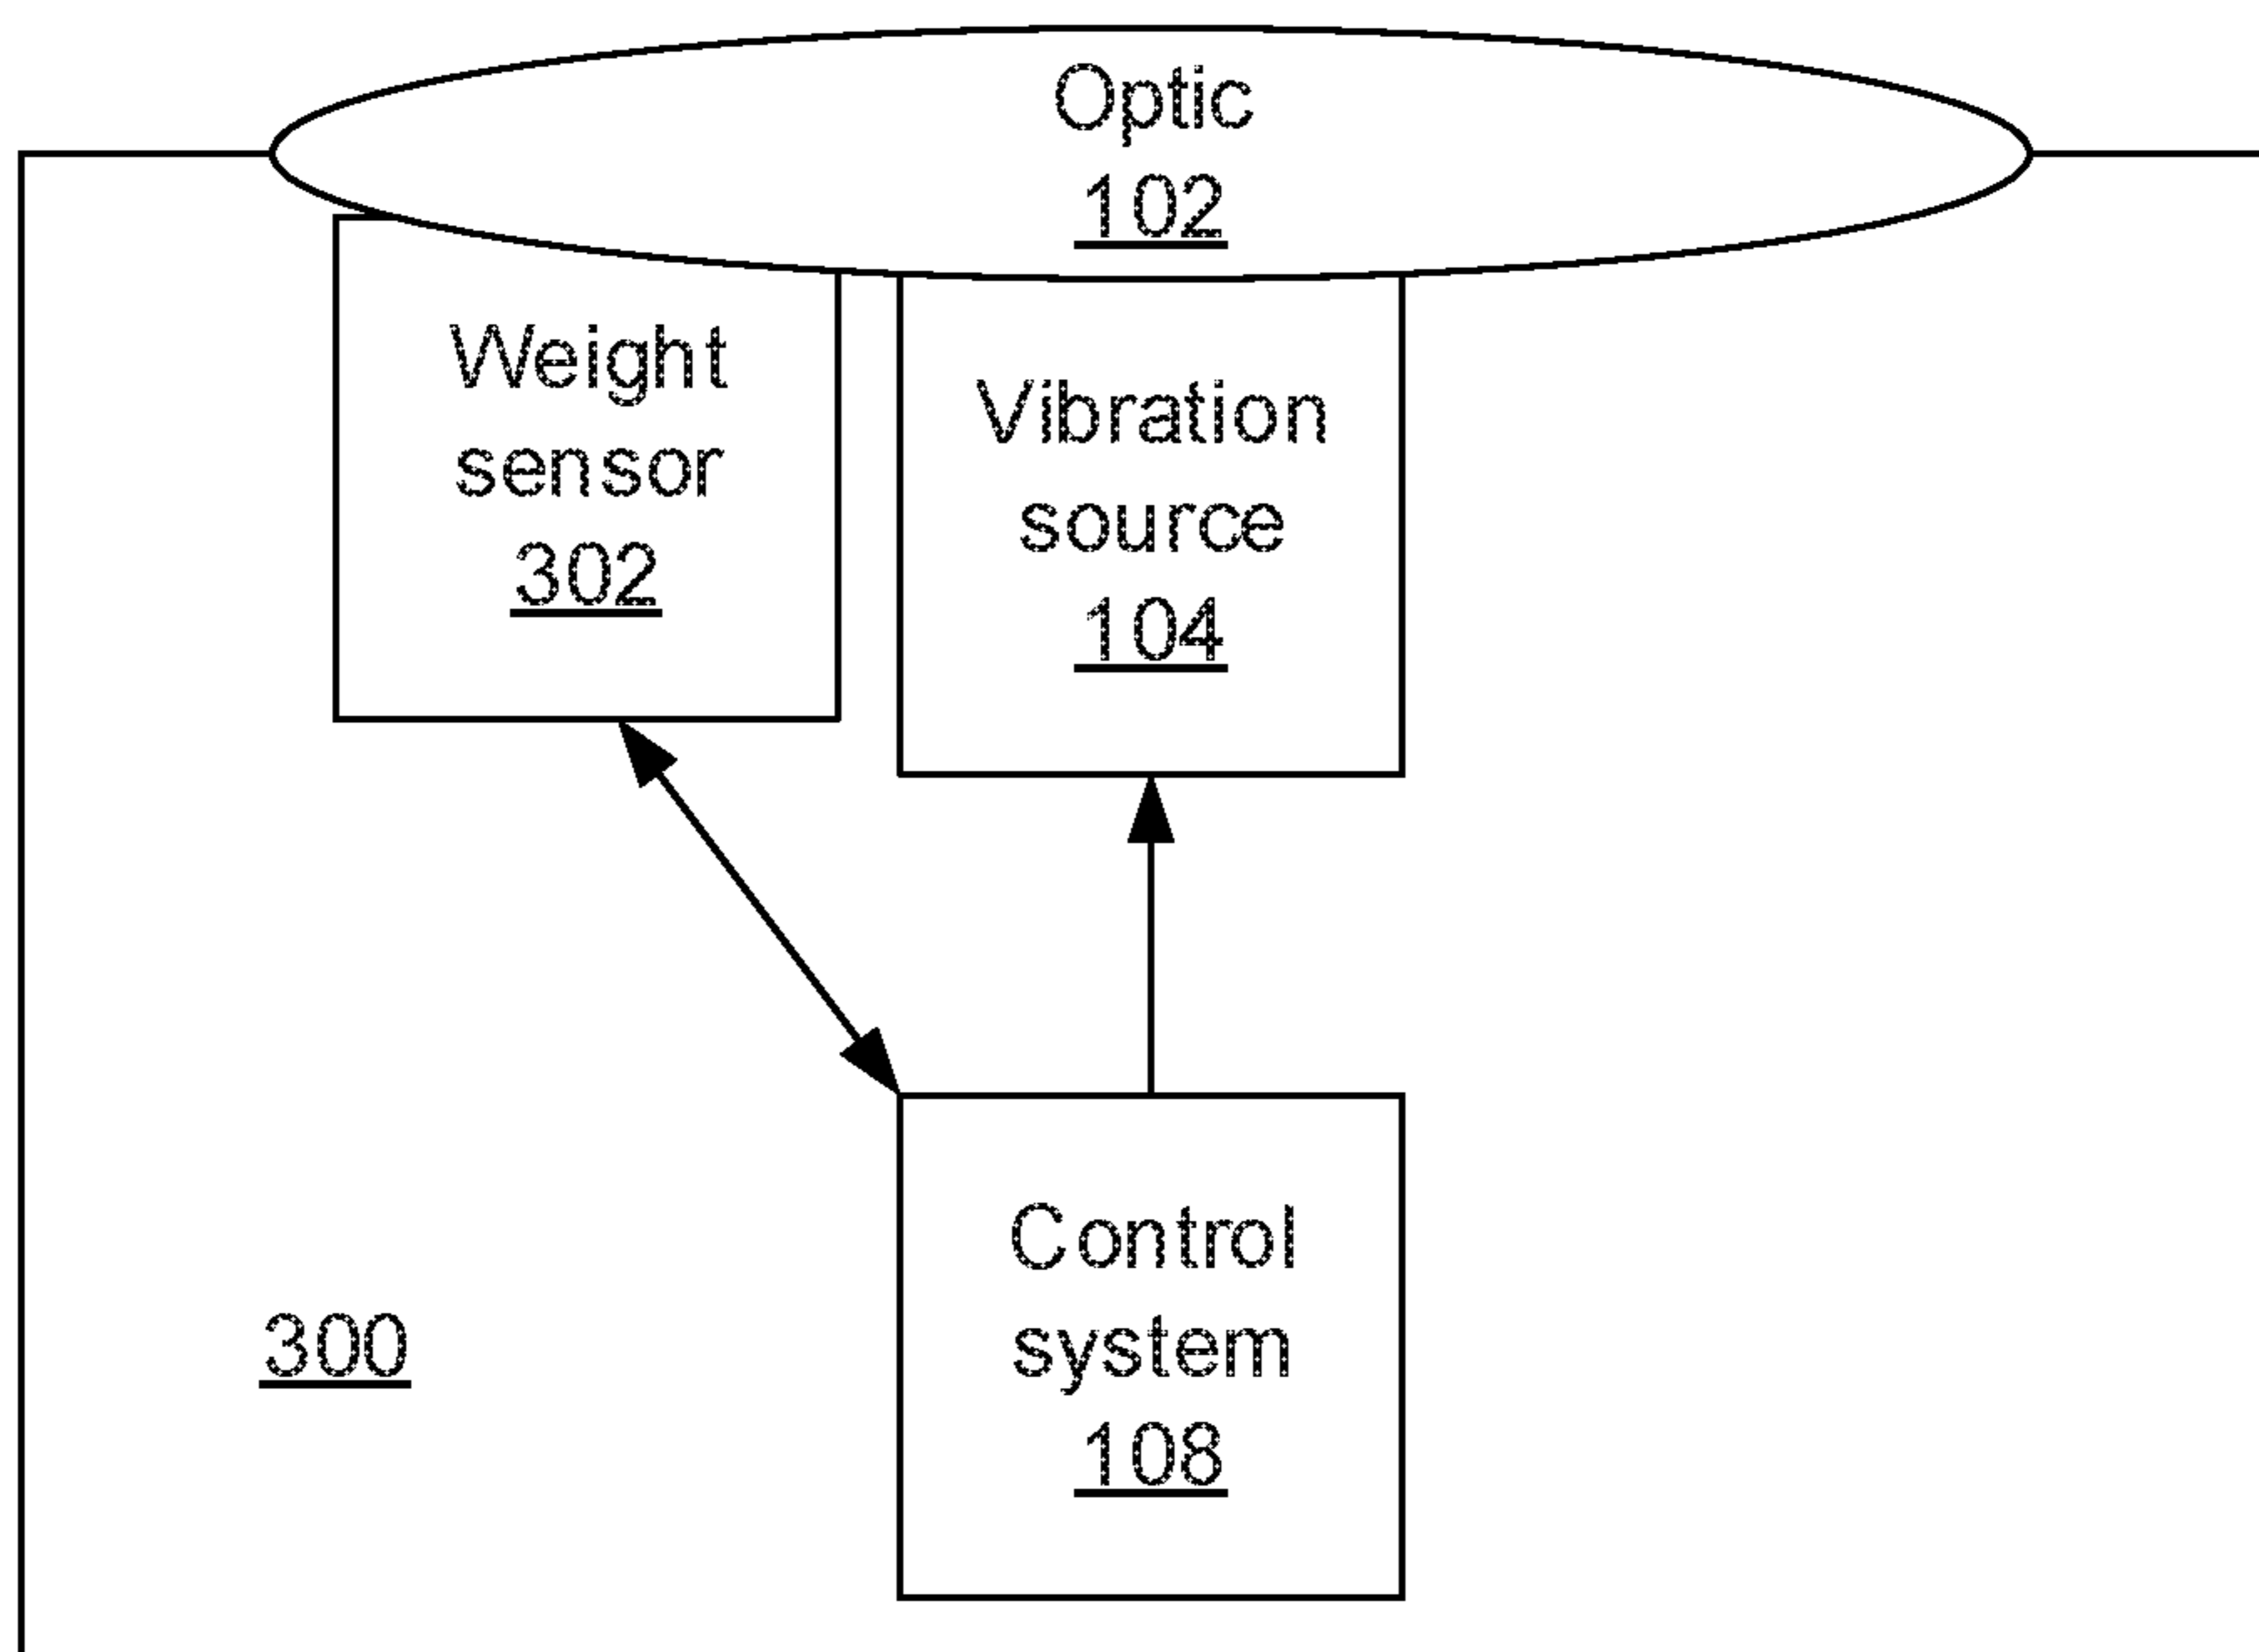 Optic
102
Weight
sensor
302
Vibration
source
104
Control
system
108
300